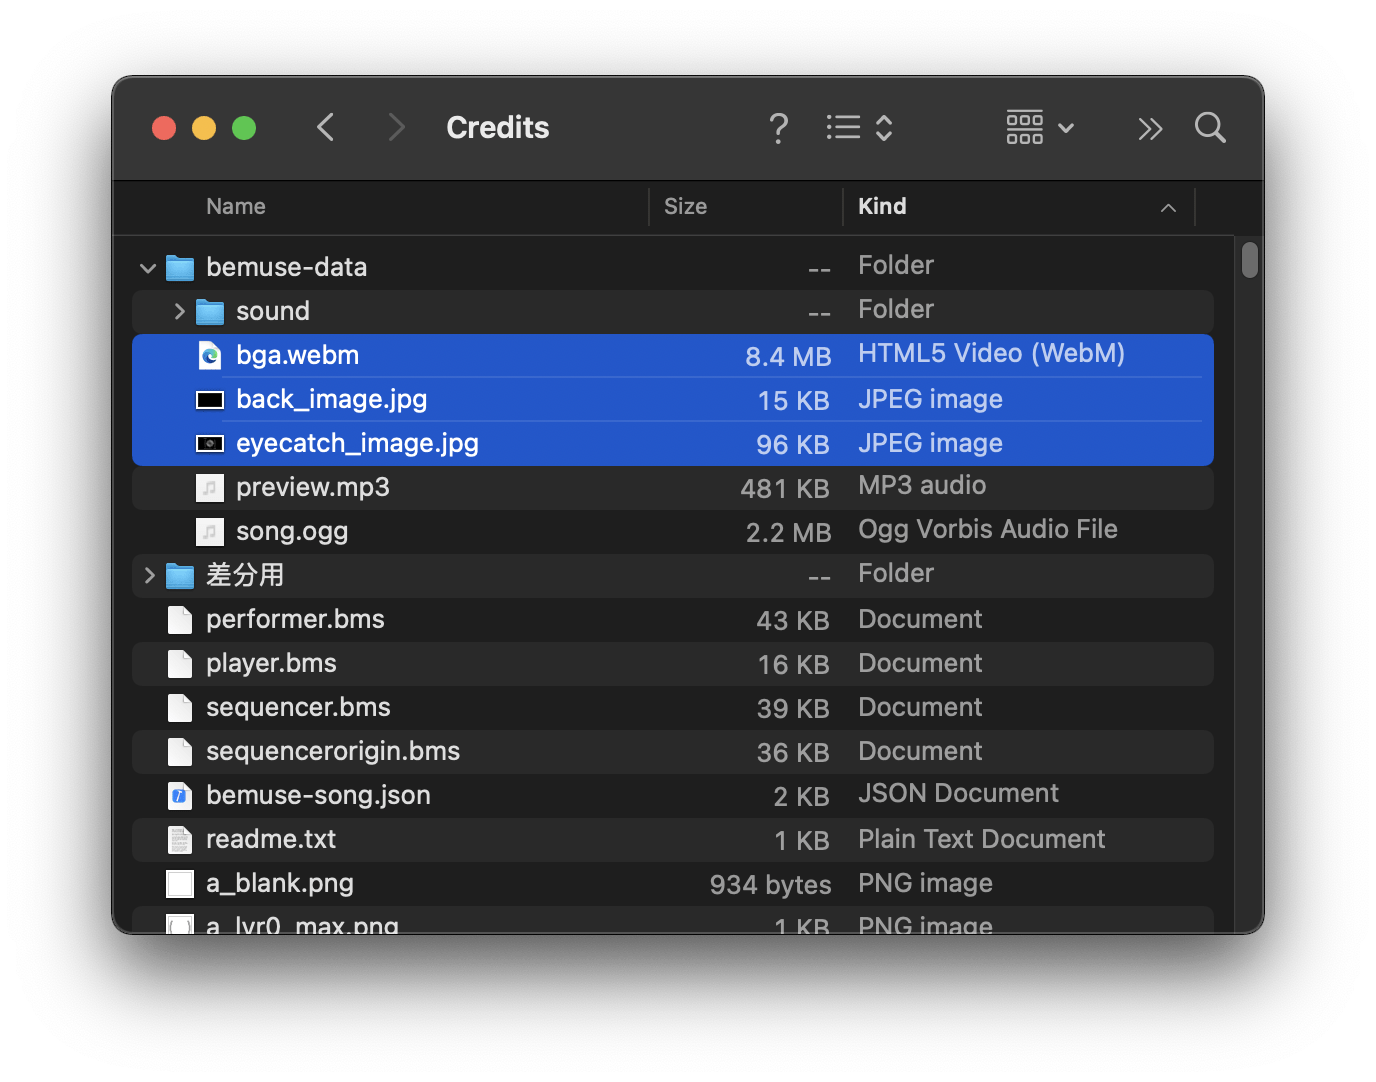 Credits
Name Size Kind
bemuse-data -- Folder
sound -- Folder
bga.webm 8.4 MB HTML5 Video (WebM)
back_image.jpg 15 KB JPEG image
eyecatch_image.jpg 96 KB JPEG image
preview.mp3 481 KB MP3 audio
song.ogg 2.2 MB Ogg Vorbis Audio File
差分用 -- Folder
performer.bms 43 KB Document
player.bms 16 KB Document
sequencer.bms 39 KB Document
sequencerorigin.bms 36 KB Document
bemuse-song.json 2 KB JSON Document
readme.txt 1 KB Plain Text Document
a_blank.png 934 bytes PNG image
a_lvr0_max.png 1 KB PNG image